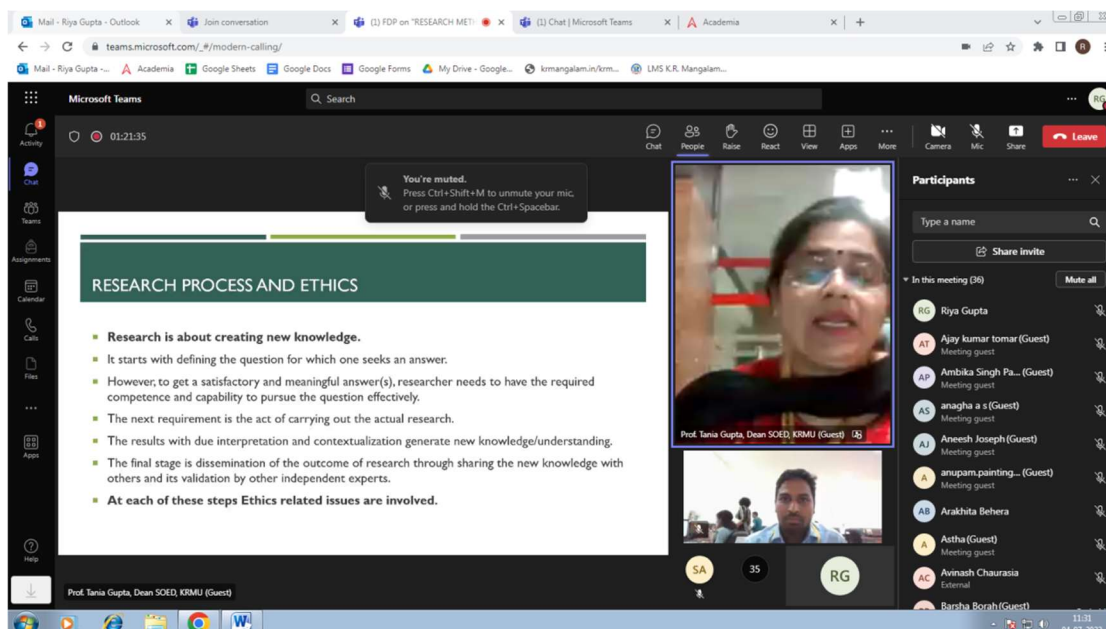 Mail - Riya Gupta - Outlook
Join conversation
(1) FDP on "RESEARCH METH
(1) Chat | Microsoft Teams
Academia
teams.microsoft.com/_#/modern-calling/
Mail - Riya Gupta -...
Academia
Google Sheets
Google Docs
Google Forms
My Drive - Google...
krmangalam.in/krm...
LMS K.R. Mangalam...
Microsoft Teams
Search
RG
Activity
Chat
Teams
Assignments
Calendar
Calls
Files
Apps
Help
01:21:35
Chat
People
Raise
React
View
Apps
More
Camera
Mic
Share
Leave
You're muted.
Press Ctrl+Shift+M to unmute your mic,
or press and hold the Ctrl+Spacebar.
RESEARCH PROCESS AND ETHICS
Research is about creating new knowledge.
It starts with defining the question for which one seeks an answer.
However, to get a satisfactory and meaningful answer(s), researcher needs to have the required
competence and capability to pursue the question effectively.
The next requirement is the act of carrying out the actual research.
The results with due interpretation and contextualization generate new knowledge/understanding.
The final stage is dissemination of the outcome of research through sharing the new knowledge with
others and its validation by other independent experts.
At each of these steps Ethics related issues are involved.
Prof. Tania Gupta, Dean SOED, KRMU (Guest)
Prof. Tania Gupta, Dean SOED, KRMU (Guest)
SA
35
RG
Participants
Type a name
Share invite
In this meeting (36)
Mute all
RG
Riya Gupta
AT
Ajay kumar tomar (Guest)
Meeting guest
AP
Ambika Singh Pa... (Guest)
Meeting guest
AS
anagha a s (Guest)
Meeting guest
AJ
Aneesh Joseph (Guest)
Meeting guest
A
anupam.painting... (Guest)
Meeting guest
AB
Arakhita Behera
A
Astha (Guest)
Meeting guest
AC
Avinash Chaurasia
External
Barsha Borah (Guest)
11:31